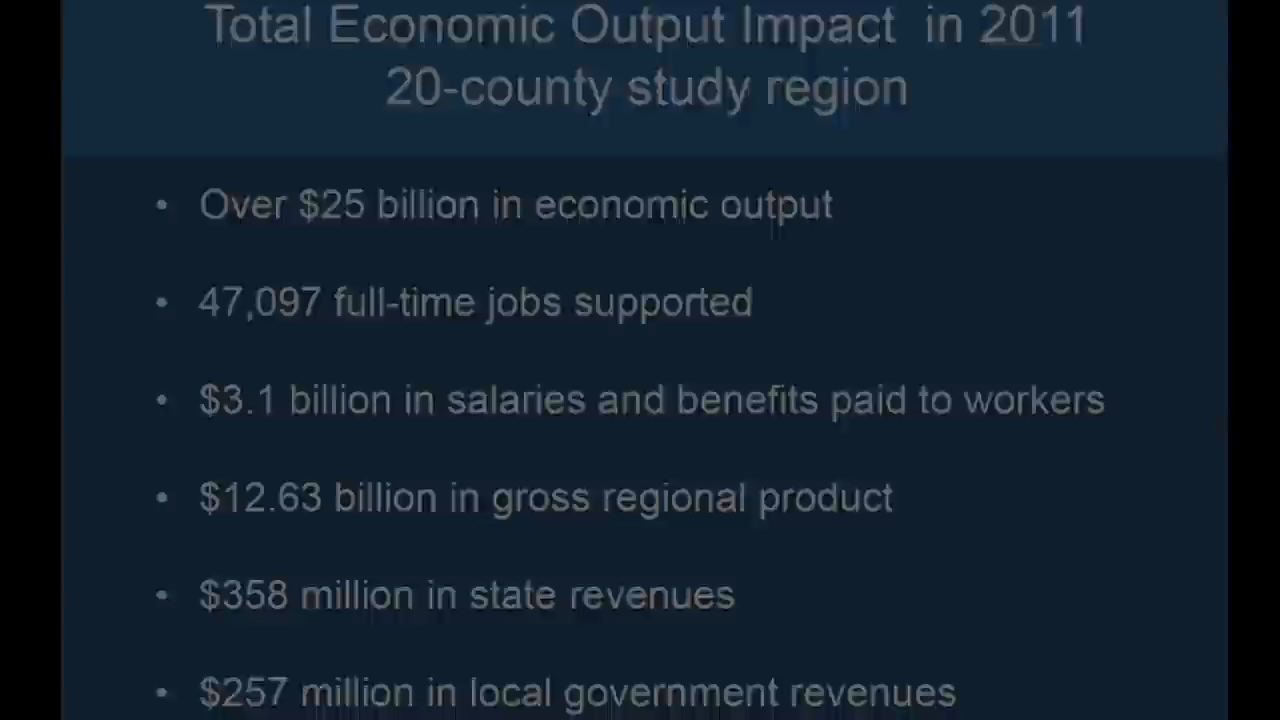 Total Economic Output Impact in 2011
20-county study region
• Over $25 billion in economic output
• 47,097 full-time jobs supported
• $3.1 billion in salaries and benefits paid to workers
• $12.63 billion in gross regional product
• $358 million in state revenues
• $257 million in local government revenues